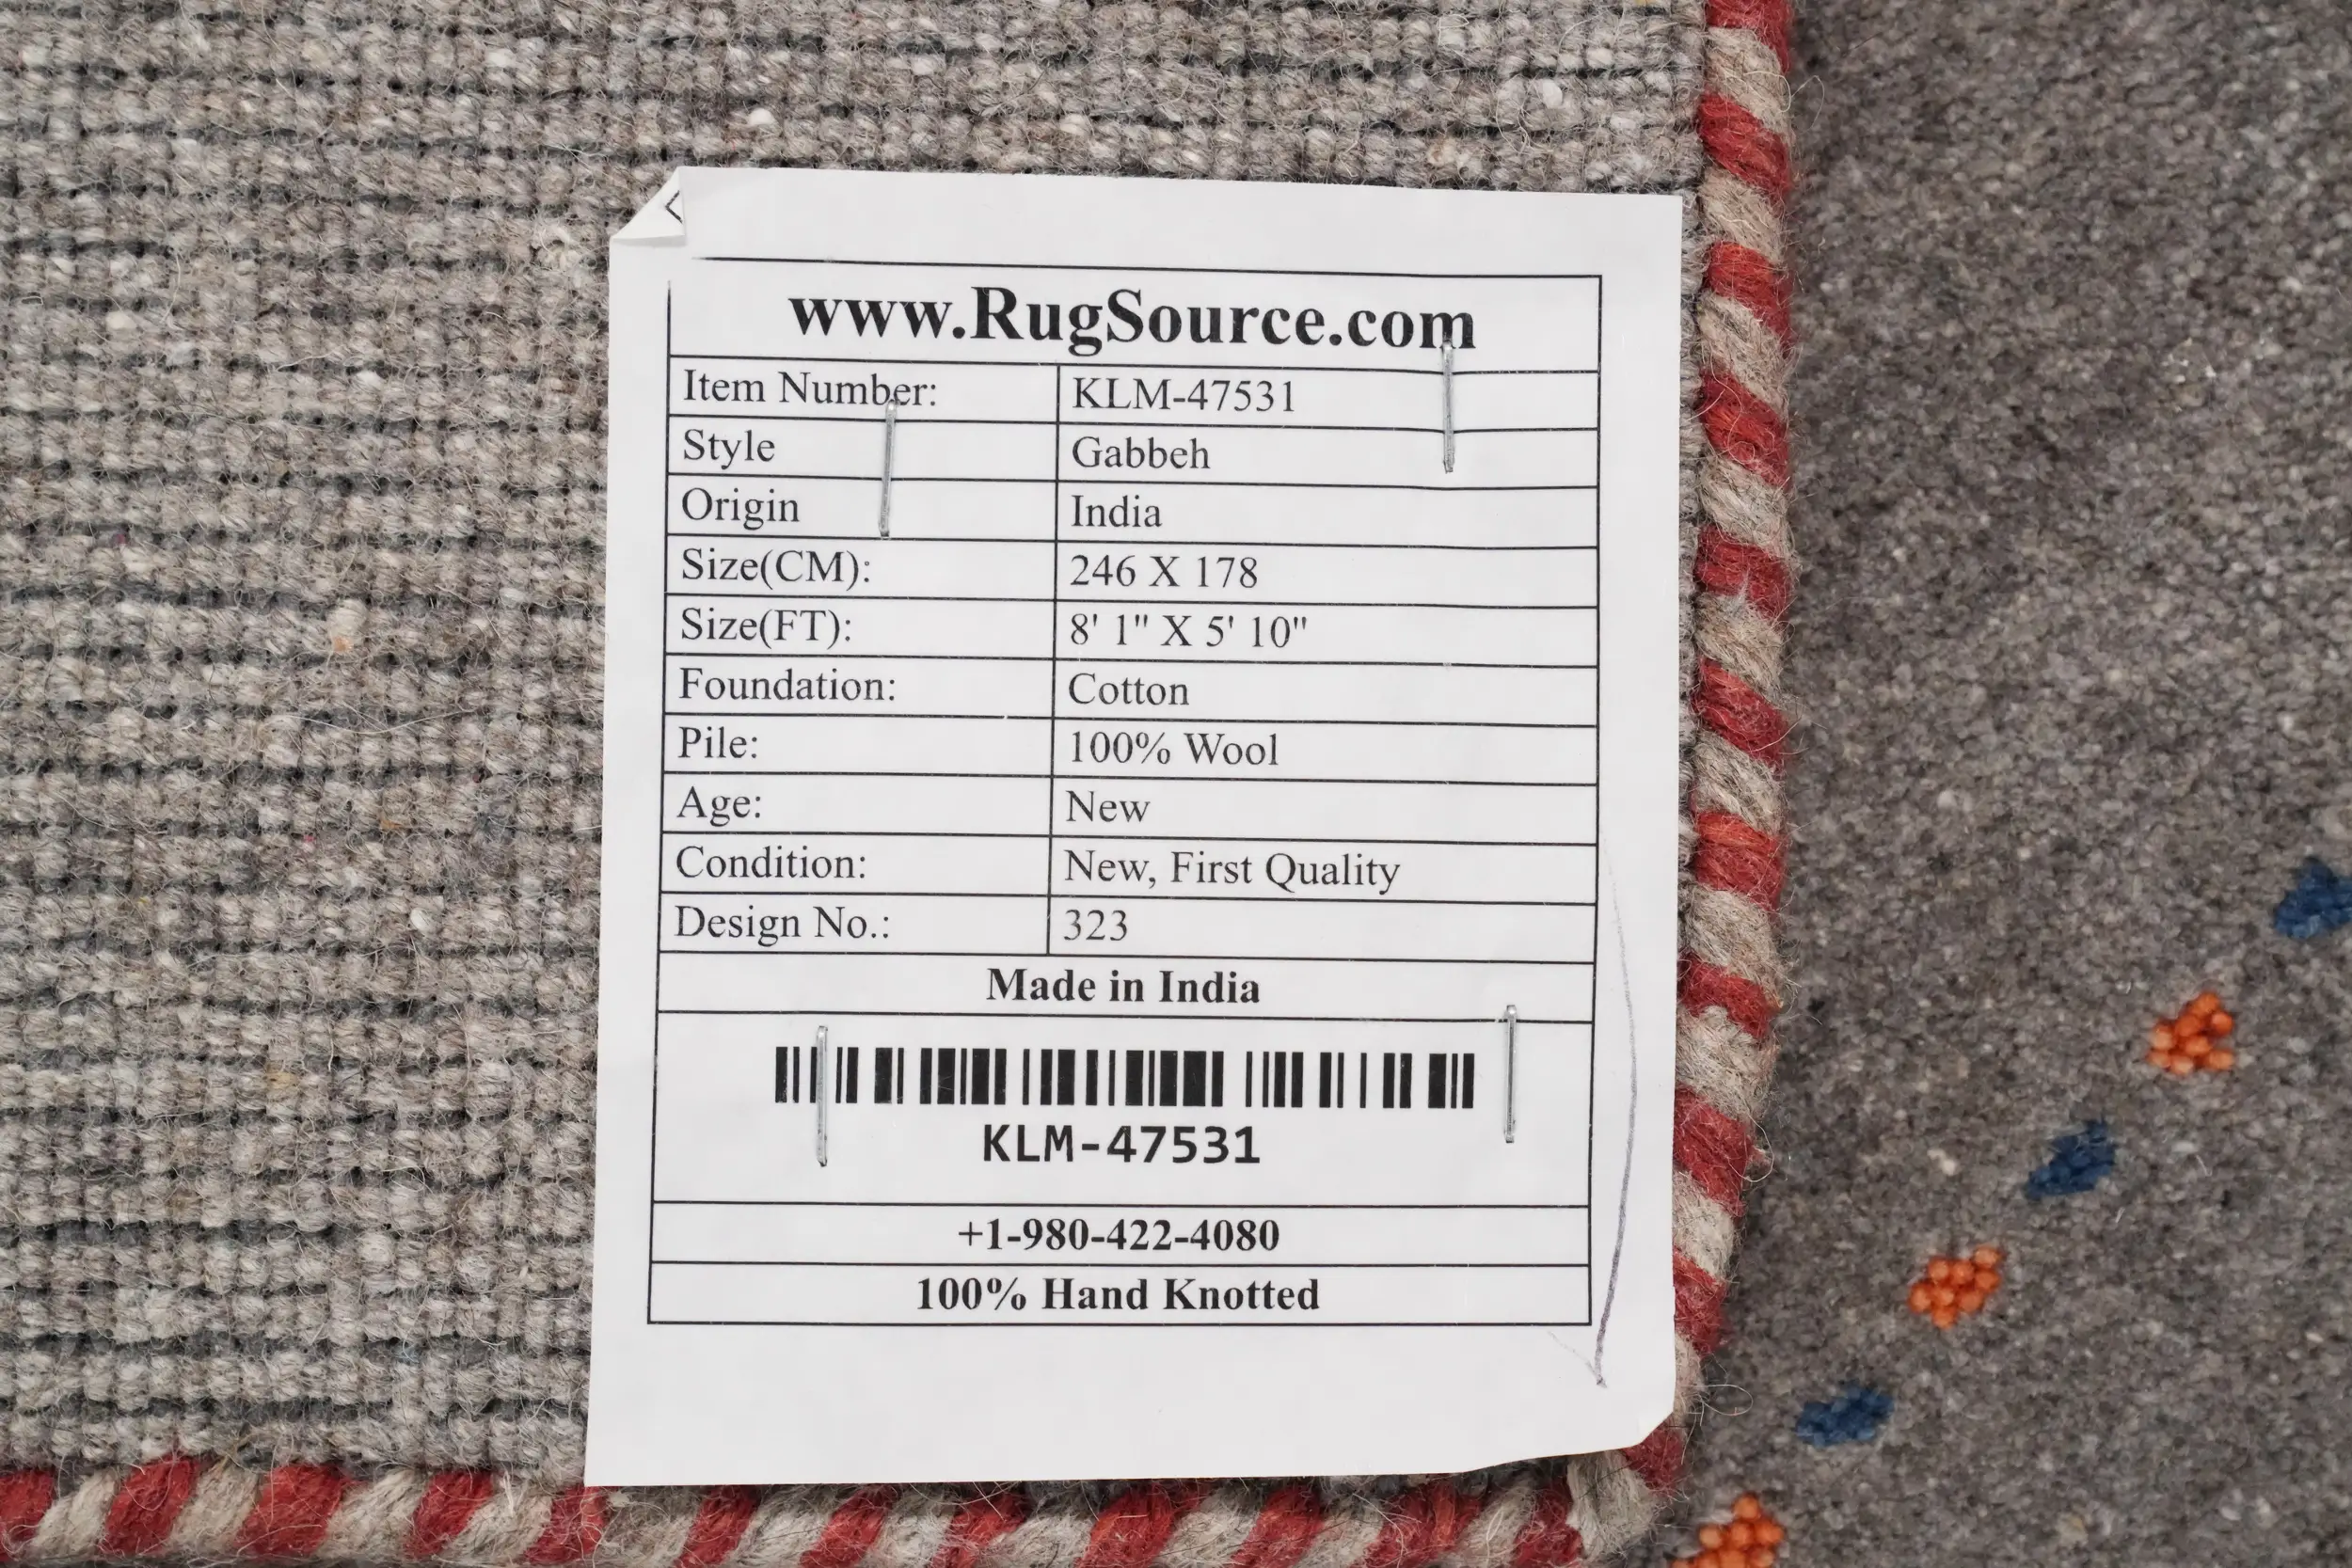 www.RugSource.com
Item Number: KLM-47531
Style Gabbeh
Origin India
Size(CM): 246 X 178
Size(FT): 8' 1" X 5' 10"
Foundation: Cotton
Pile: 100% Wool
Age: New
Condition: New, First Quality
Design No.: 323
Made in India
KLM-47531
+1-980-422-4080
100% Hand Knotted